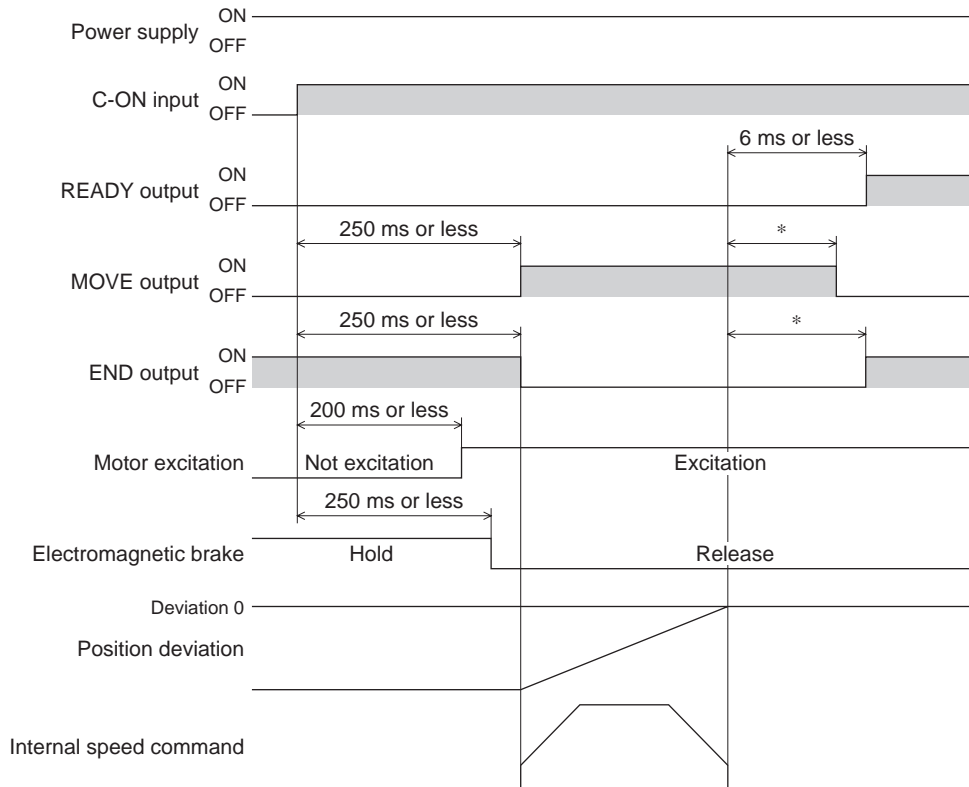 Power supply
ON
OFF
C-ON input
ON
OFF
6 ms or less
READY output
ON
OFF
250 ms or less
*
MOVE output
ON
OFF
250 ms or less
*
END output
ON
OFF
200 ms or less
Motor excitation
Not excitation
Excitation
250 ms or less
Electromagnetic brake
Hold
Release
Deviation 0
Position deviation
Internal speed command